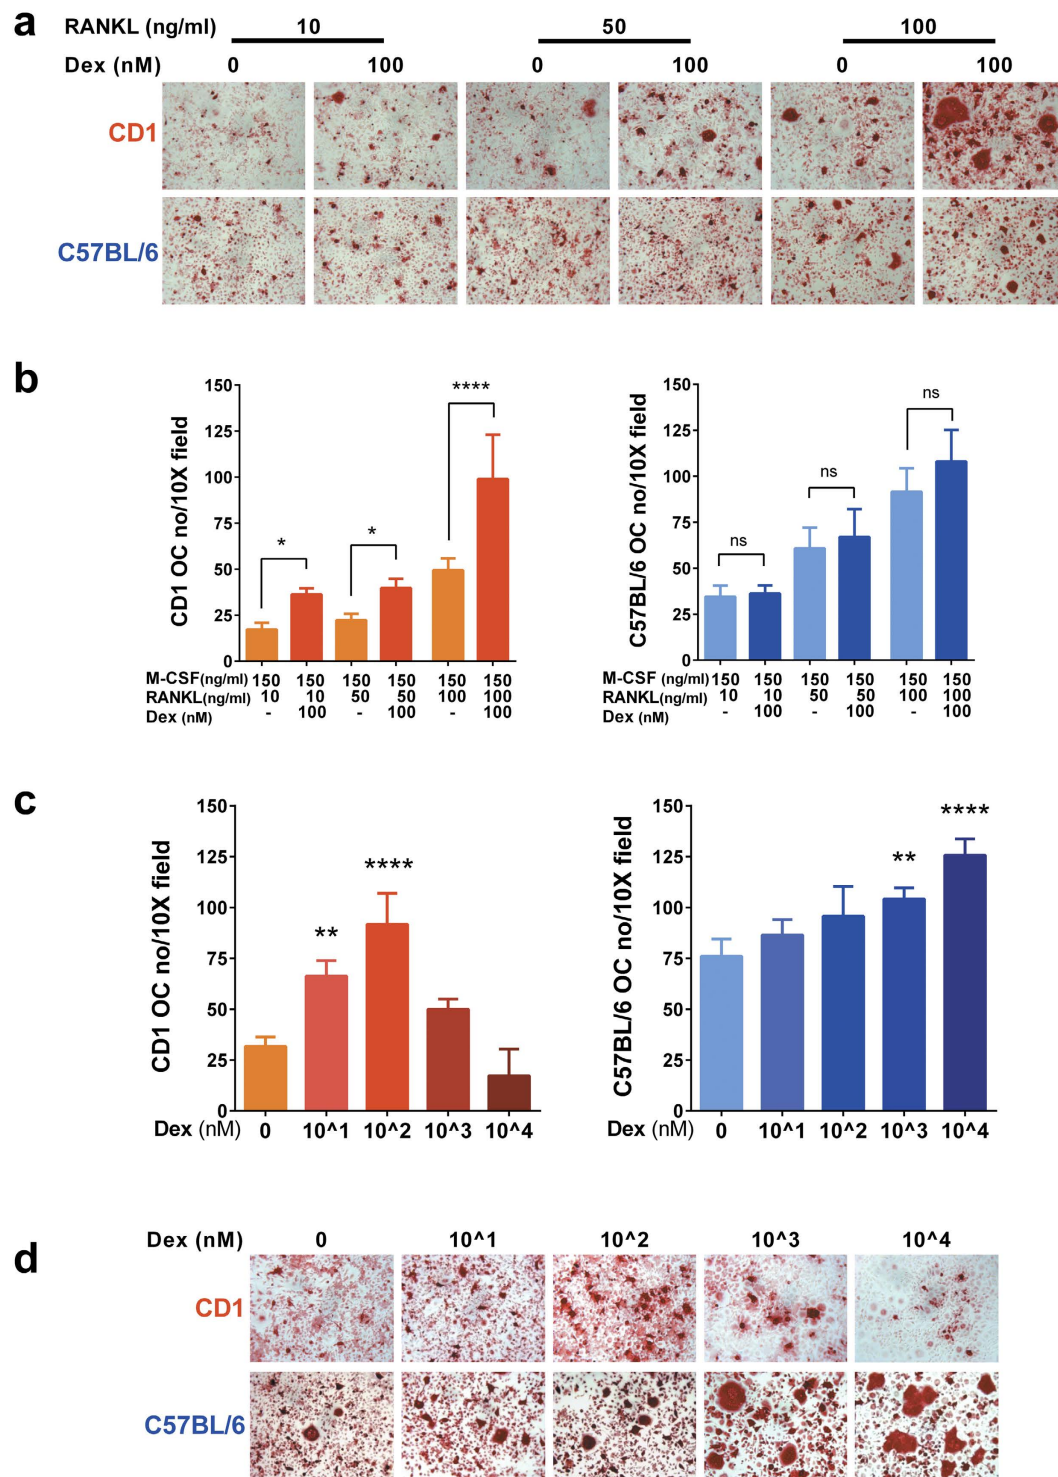 a
RANKL (ng/ml) 10 50 100
Dex (nM) 0 100 0 100 0 100
CD1
C57BL/6
b
CD1 OC no/10X field
150
125
100
75
50
25
0
* * ****
M-CSF(ng/ml) 150 150 150 150 150 150
RANKL(ng/ml) 10 10 50 50 100 100
Dex (nM) - 100 - 100 - 100
C57BL/6 OC no/10X field
150
125
100
75
50
25
0
ns ns ns
M-CSF(ng/ml) 150 150 150 150 150 150
RANKL(ng/ml) 10 10 50 50 100 100
Dex (nM) - 100 - 100 - 100
c
CD1 OC no/10X field
150
125
100
75
50
25
0
** ****
Dex (nM) 0 10^1 10^2 10^3 10^4
C57BL/6 OC no/10X field
150
125
100
75
50
25
0
** ****
Dex (nM) 0 10^1 10^2 10^3 10^4
d
Dex (nM) 0 10^1 10^2 10^3 10^4
CD1
C57BL/6